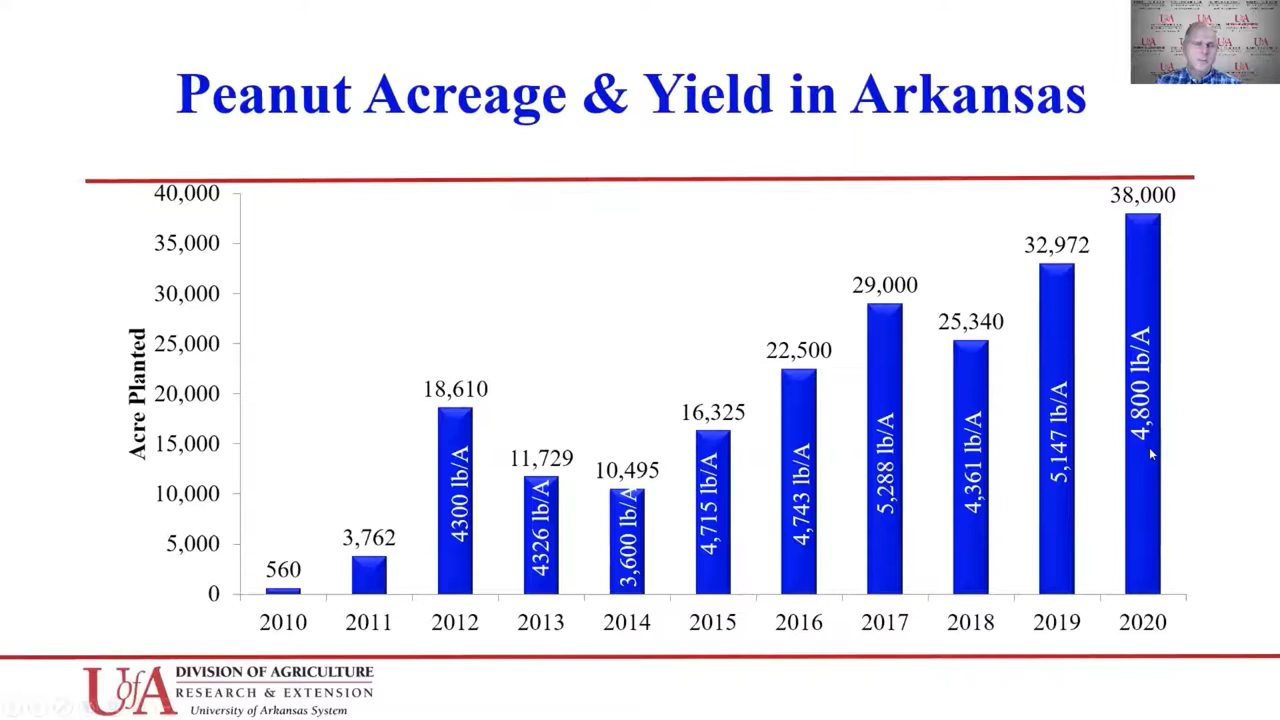 Peanut Acreage & Yield in Arkansas
Acre Planted
40,000
35,000
30,000
25,000
20,000
15,000
10,000
5,000
0
560
3,762
18,610
11,729
10,495
16,325
22,500
29,000
25,340
32,972
38,000
4300 lb/A
4326 lb/A
3,600 lb/A
4,715 lb/A
4,743 lb/A
5,288 lb/A
4,361 lb/A
5,147 lb/A
4,800 lb/A
2010 2011 2012 2013 2014 2015 2016 2017 2018 2019 2020
UofA
DIVISION OF AGRICULTURE
RESEARCH & EXTENSION
University of Arkansas System